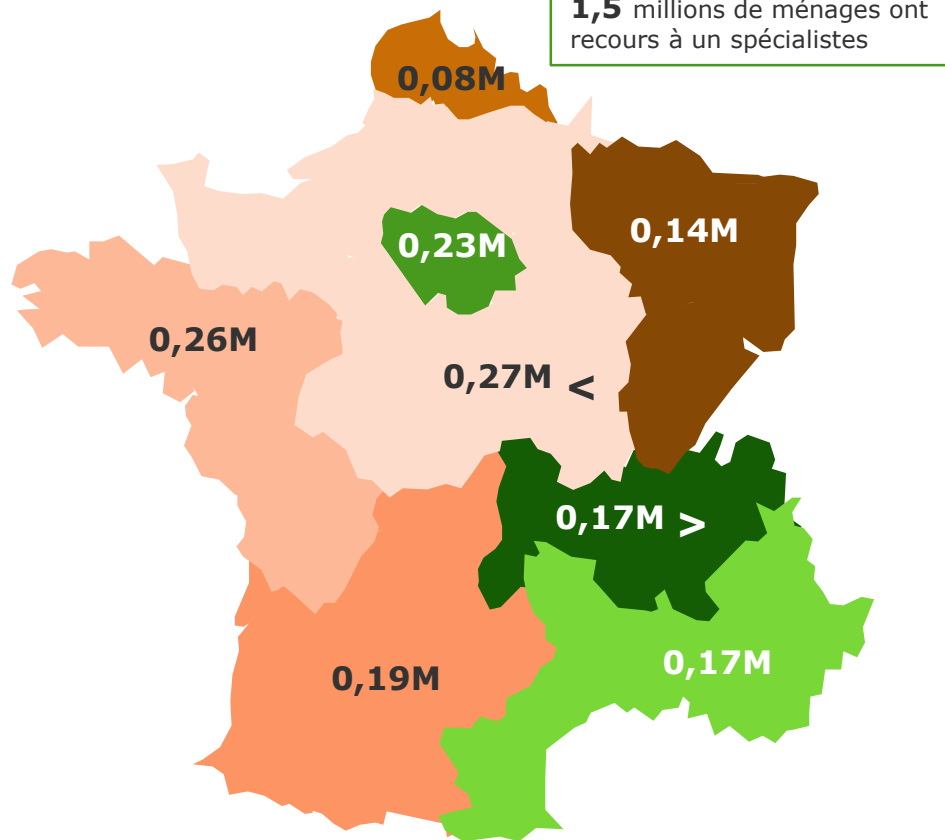 1,5 millions de ménages ont
recours à un spécialistes
0,08M
0,14M
0,23M
0,26M
0,27M <
0,17M >
0,17M
0,19M